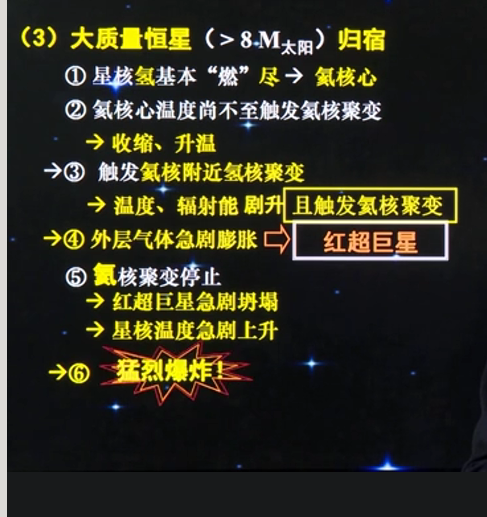 (3) 大质量恒星（>8 M太阳）归宿
① 星核氢基本“燃”尽→ 氦核心
② 氦核心温度尚不至触发氦核聚变
→ 收缩、升温
→③ 触发氦核附近氢核聚变
→ 温度、辐射能 剧升 且触发氦核聚变
→④ 外层气体急剧膨胀 ⇨ 红超巨星
⑤ 氦核聚变停止
→ 红超巨星急剧坍塌
→ 星核温度急剧上升
→⑥ 猛烈爆炸！